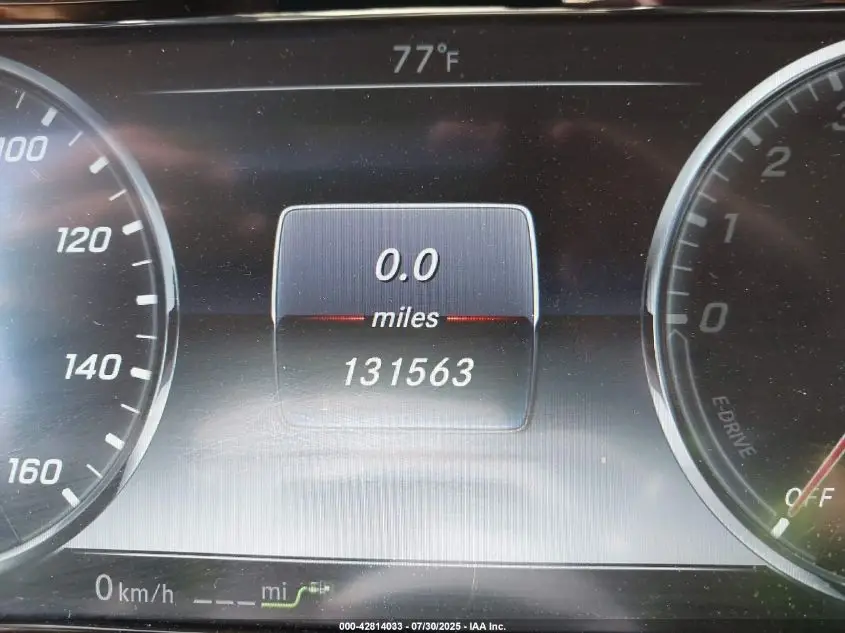 77°F
100
120
140
160
0.0
miles
131563
2
1
0
E-DRIVE
OFF
0 km/h
___ mi
000-42814033 - 07/30/2025 - IAA Inc.